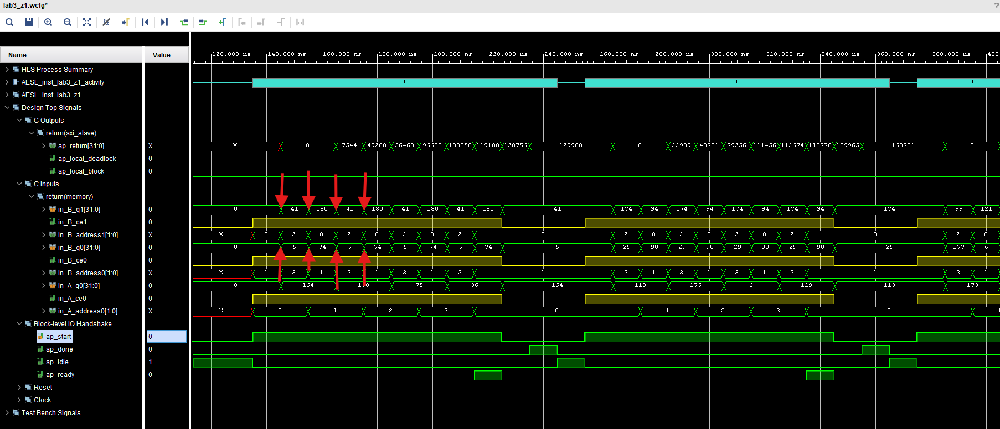 lab3_z1.wcfg*
?
120.000 ns 140.000 ns 160.000 ns 180.000 ns 200.000 ns 220.000 ns 240.000 ns 260.000 ns 280.000 ns 300.000 ns 320.000 ns 340.000 ns 360.000 ns 380.000 ns 400
Name Value
HLS Process Summary
AESL_inst_lab3_z1_activity 1 1 1
AESL_inst_lab3_z1
Design Top Signals
C Outputs
return(axi_slave)
ap_return[31:0] X X 0 7544 49200 56468 96600 100050 119100 120756 129900 0 22939 43731 79256 111456 112674 113778 139965 163701 0
ap_local_deadlock 0
ap_local_block 0
C Inputs
return(memory)
in_B_q1[31:0] 0 0 41 180 41 180 41 180 41 180 41 174 94 174 94 174 94 174 94 174 99 121
in_B_ce1 0
in_B_address1[1:0] X X 0 2 0 2 0 2 0 2 0 2 0 2 0 2 0 2 0 2 0
in_B_q0[31:0] 0 0 5 74 5 74 5 74 5 74 5 29 90 29 90 29 90 29 90 29 177 6
in_B_ce0 0
in_B_address0[1:0] X X 1 3 1 3 1 3 1 3 1 3 1 3 1 3 1 3 1 3 1
in_A_q0[31:0] 0 0 164 75 36 164 113 175 6 129 113 173
in_A_ce0 0
in_A_address0[1:0] X X 0 1 2 3 0 1 2 3 0 1
Block-level IO Handshake
ap_start 0
ap_done 0
ap_idle 1
ap_ready 0
Reset
Clock
Test Bench Signals